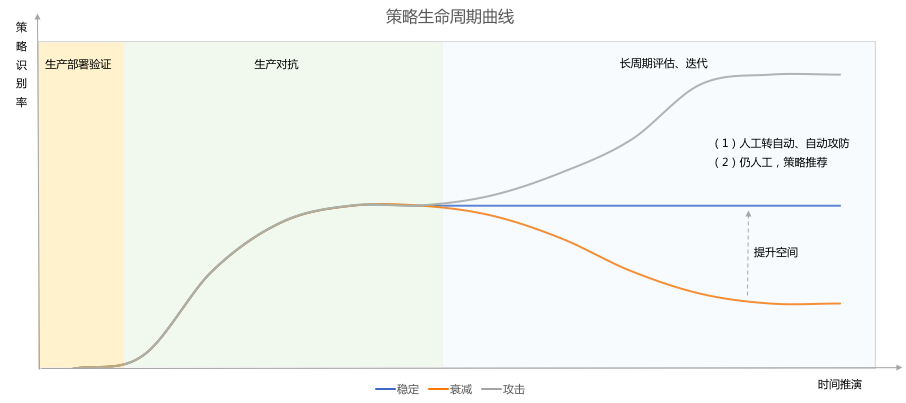 策略生命周期曲线
策略识别率
生产部署验证
生产对抗
长周期评估、迭代
（1）人工转自动、自动攻防
（2）仍人工，策略推荐
提升空间
时间推演
稳定
衰减
攻击